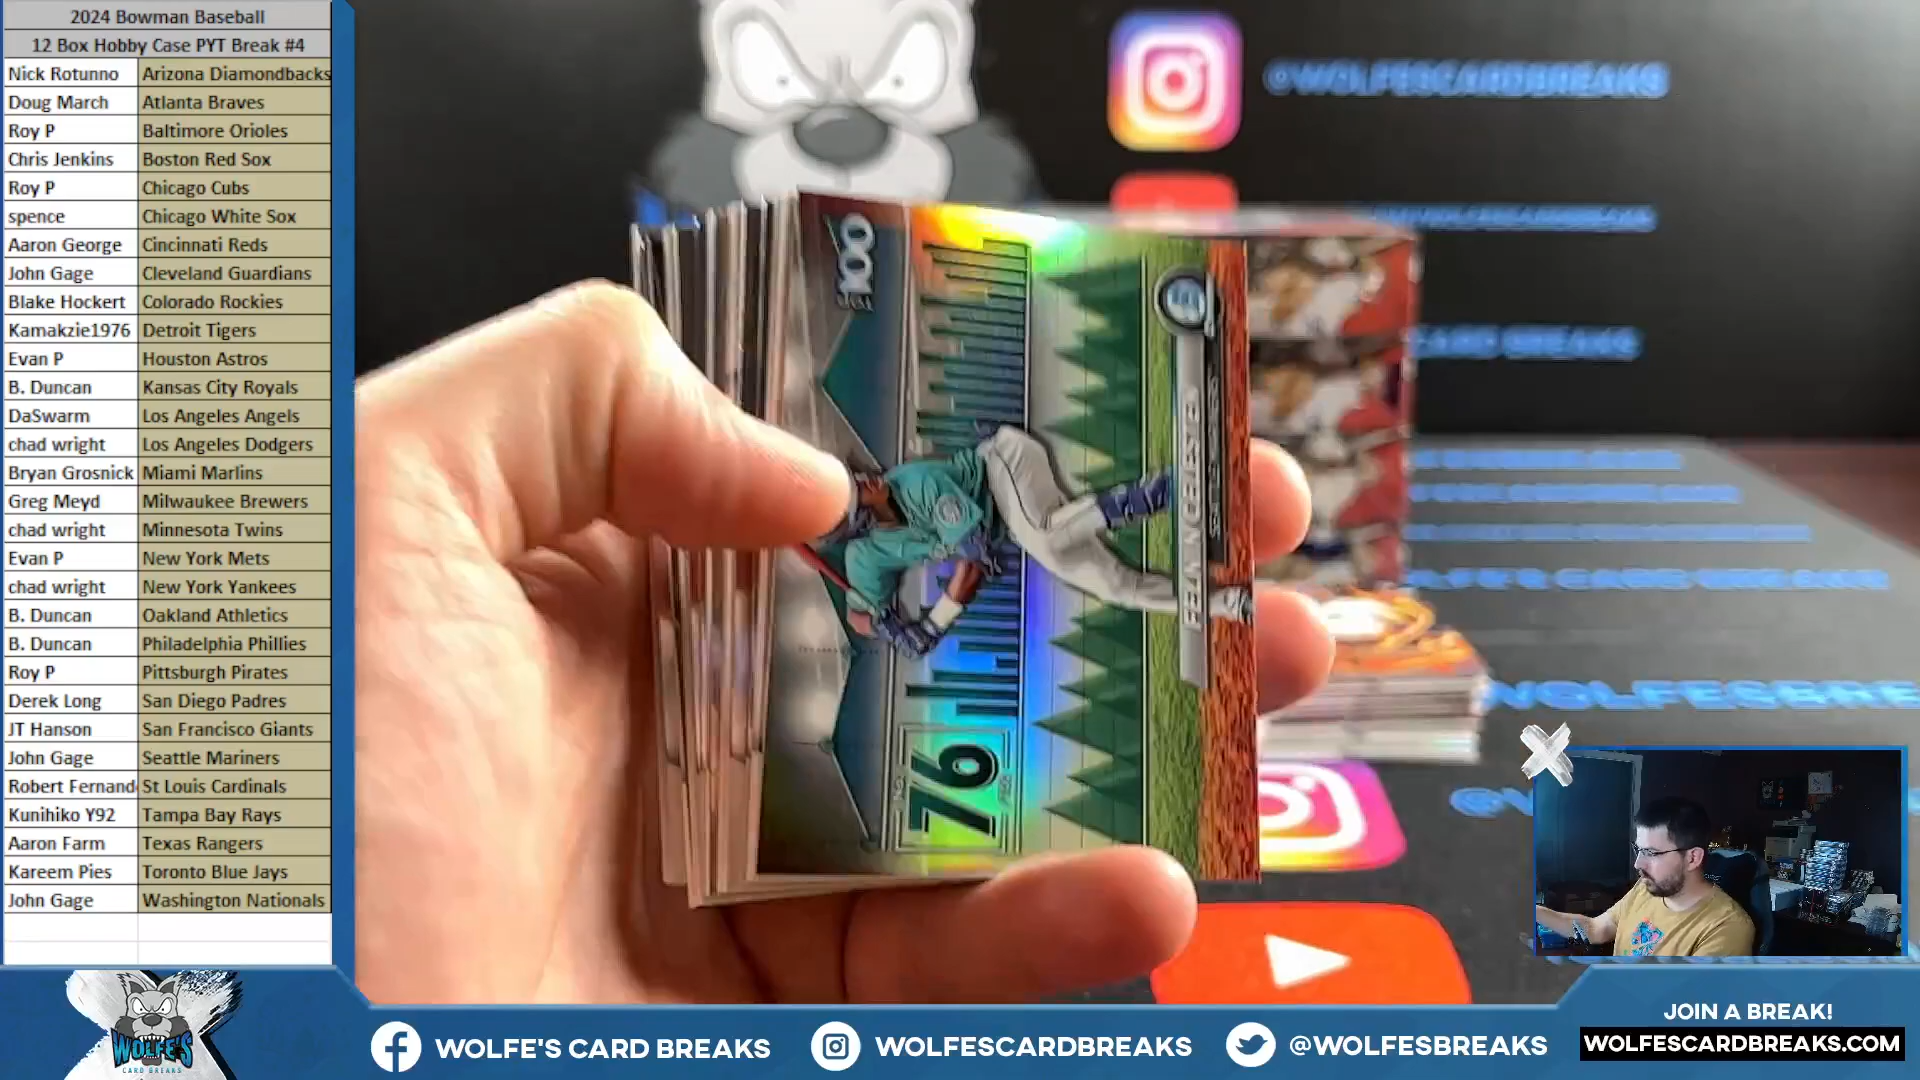 2024 Bowman Baseball
12 Box Hobby Case PYT Break #4
Nick Rotunno Arizona Diamondbacks
Doug March Atlanta Braves
Roy P Baltimore Orioles
Chris Jenkins Boston Red Sox
Roy P Chicago Cubs
spence Chicago White Sox
Aaron George Cincinnati Reds
John Gage Cleveland Guardians
Blake Hockert Colorado Rockies
Kamakzie1976 Detroit Tigers
Evan P Houston Astros
B. Duncan Kansas City Royals
DaSwarm Los Angeles Angels
chad wright Los Angeles Dodgers
Bryan Grosnick Miami Marlins
Greg Meyd Milwaukee Brewers
chad wright Minnesota Twins
Evan P New York Mets
chad wright New York Yankees
B. Duncan Oakland Athletics
B. Duncan Philadelphia Phillies
Roy P Pittsburgh Pirates
Derek Long San Diego Padres
JT Hanson San Francisco Giants
John Gage Seattle Mariners
Robert Fernand St Louis Cardinals
Kunihiko Y92 Tampa Bay Rays
Aaron Farm Texas Rangers
Kareem Pies Toronto Blue Jays
John Gage Washington Nationals
@WOLFESCARDBREAKS
CARD BREAKS
100
76
FELNIN CELESTEN
WOLFE'S
CARD BREAKS
WOLFE'S CARD BREAKS
WOLFESCARDBREAKS
@WOLFESBREAKS
JOIN A BREAK!
WOLFESCARDBREAKS.COM